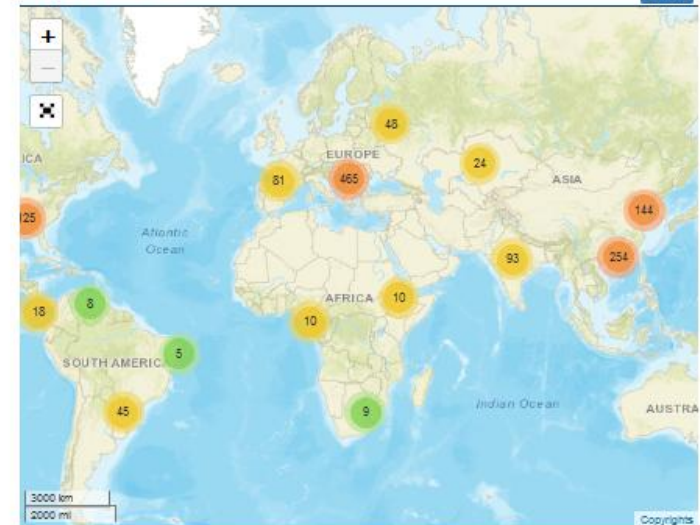 +
−
48
EUROPE
ICA
24
81
465
ASIA
125
144
Atlantic
Ocean
93
254
AFRICA
10
8
18
10
5
SOUTH AMERIC
45
9
Indian Ocean
AUSTRA
3000 km
2000 mi
Copyrights